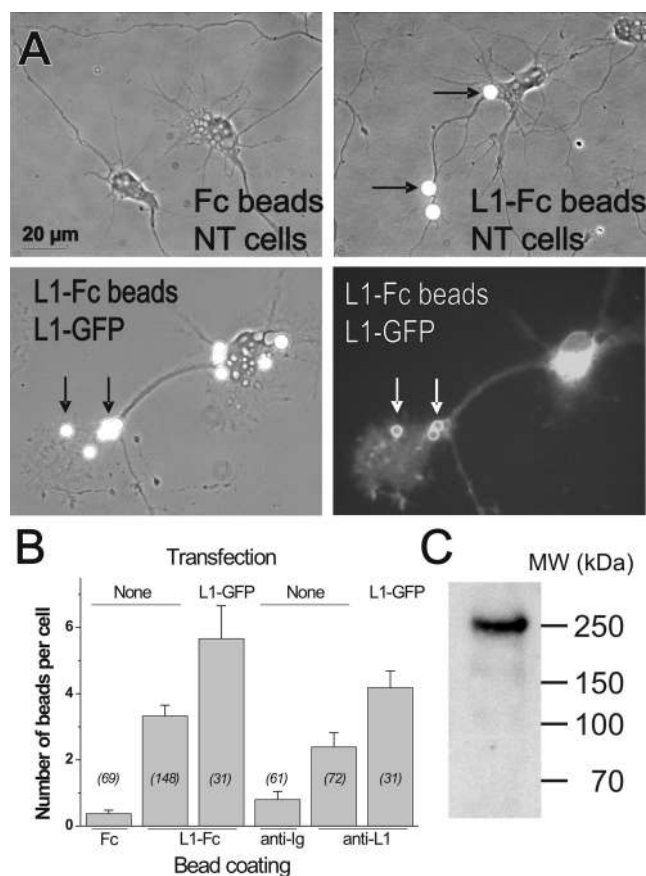 A
Fc beads
NT cells
20 µm
L1-Fc beads
NT cells
L1-Fc beads
L1-GFP
L1-Fc beads
L1-GFP
B
Transfection
None
L1-GFP
None
L1-GFP
Number of beads per cell
6
4
2
0
(69)
(148)
(31)
(61)
(72)
(31)
Fc
L1-Fc
anti-Ig
anti-L1
Bead coating
C
MW (kDa)
250
150
100
70